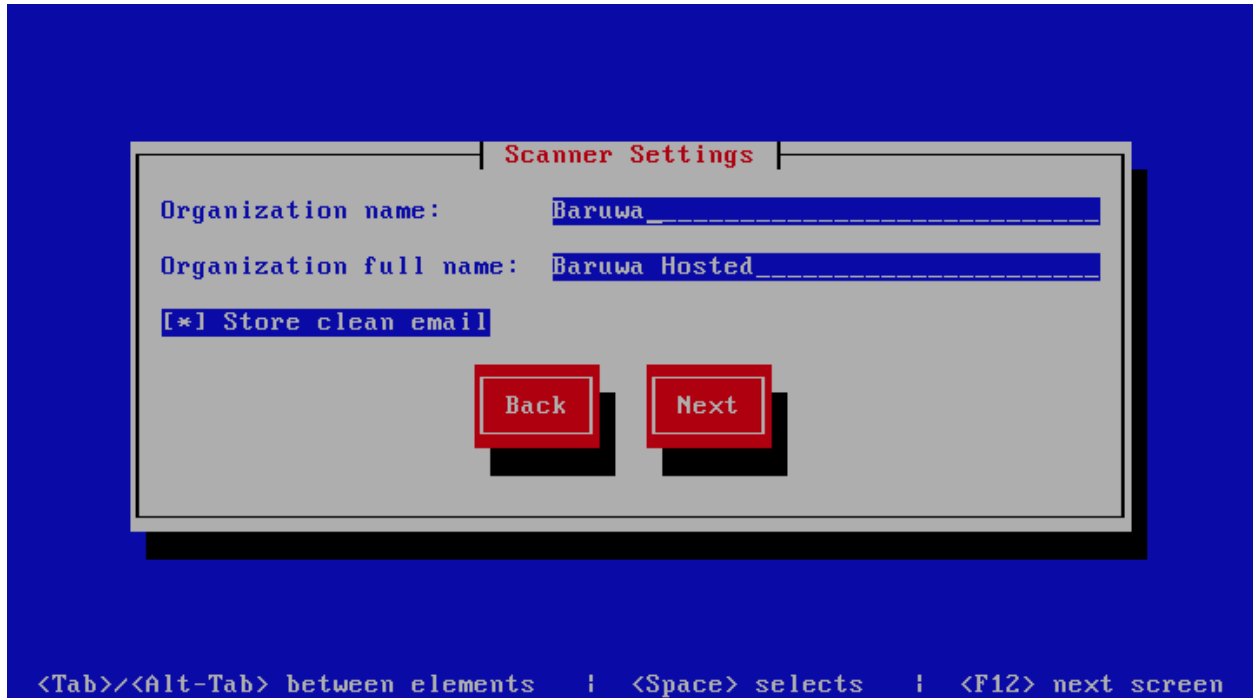 Scanner Settings
Organization name: Baruwa
Organization full name: Baruwa Hosted
[*] Store clean email
Back Next
<Tab>/<Alt-Tab> between elements | <Space> selects | <F12> next screen